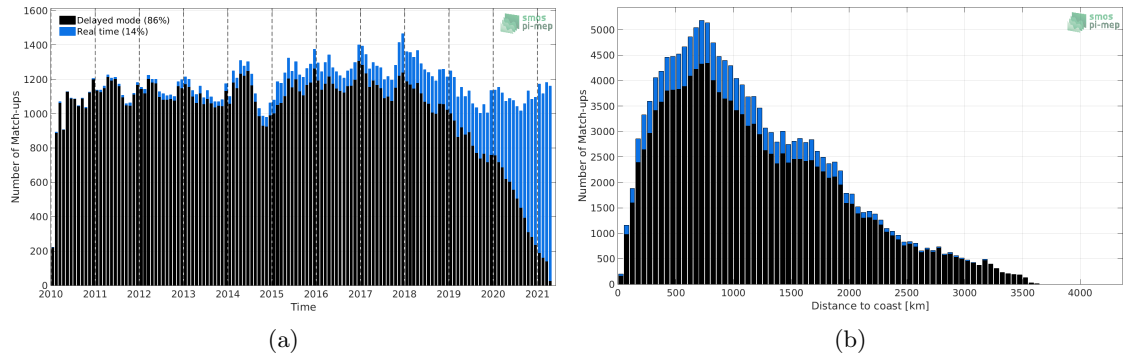 1600
1400
1200
1000
800
600
400
200
0
Number of Match-ups
Delayed mode (86%)
Real time (14%)
smos
pi-mep
2010 2011 2012 2013 2014 2015 2016 2017 2018 2019 2020 2021
Time
(a)
5000
4500
4000
3500
3000
2500
2000
1500
1000
500
0
Number of Match-ups
smos
pi-mep
0 500 1000 1500 2000 2500 3000 3500 4000
Distance to coast [km]
(b)